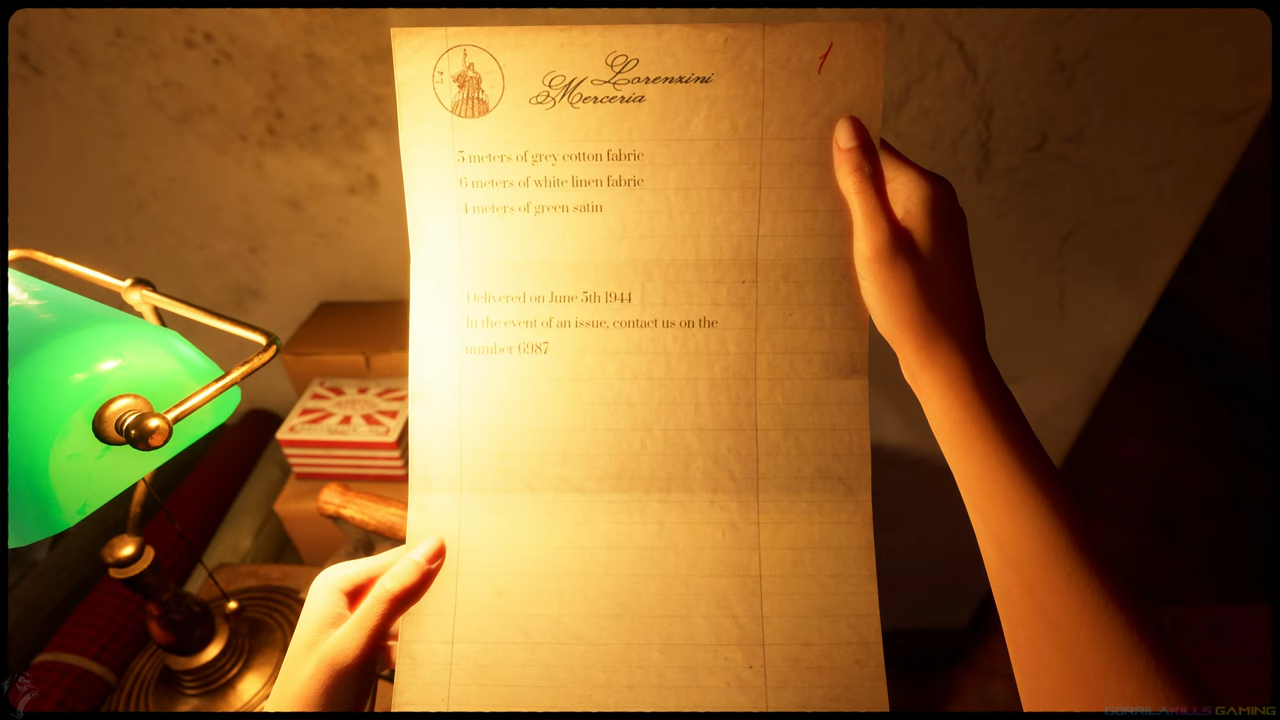 Lorenzini
Merceria
1
5 meters of grey cotton fabric
6 meters of white linen fabric
4 meters of green satin
Delivered on June 5th 1944
In the event of an issue, contact us on the
number 6987
GORRILAKILLS GAMING